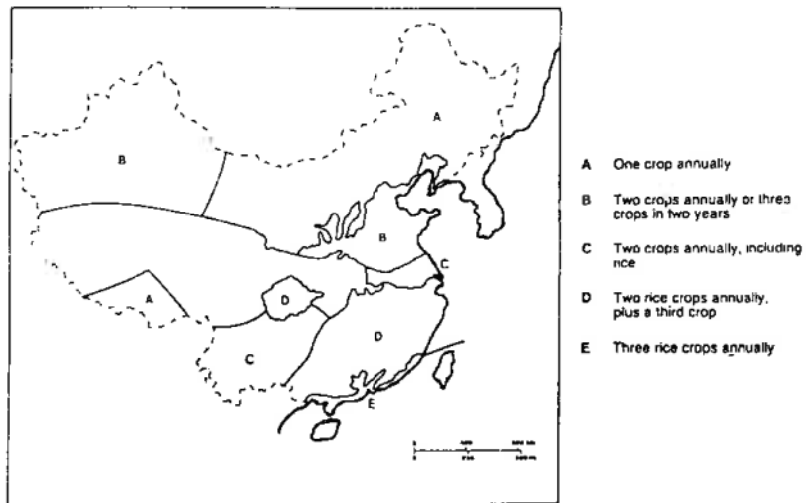 A
B
B
C
A
D
D
C
E
A One crop annually
B Two crops annually or three
crops in two years
C Two crops annually, including
rice
D Two rice crops annually,
plus a third crop
E Three rice crops annually